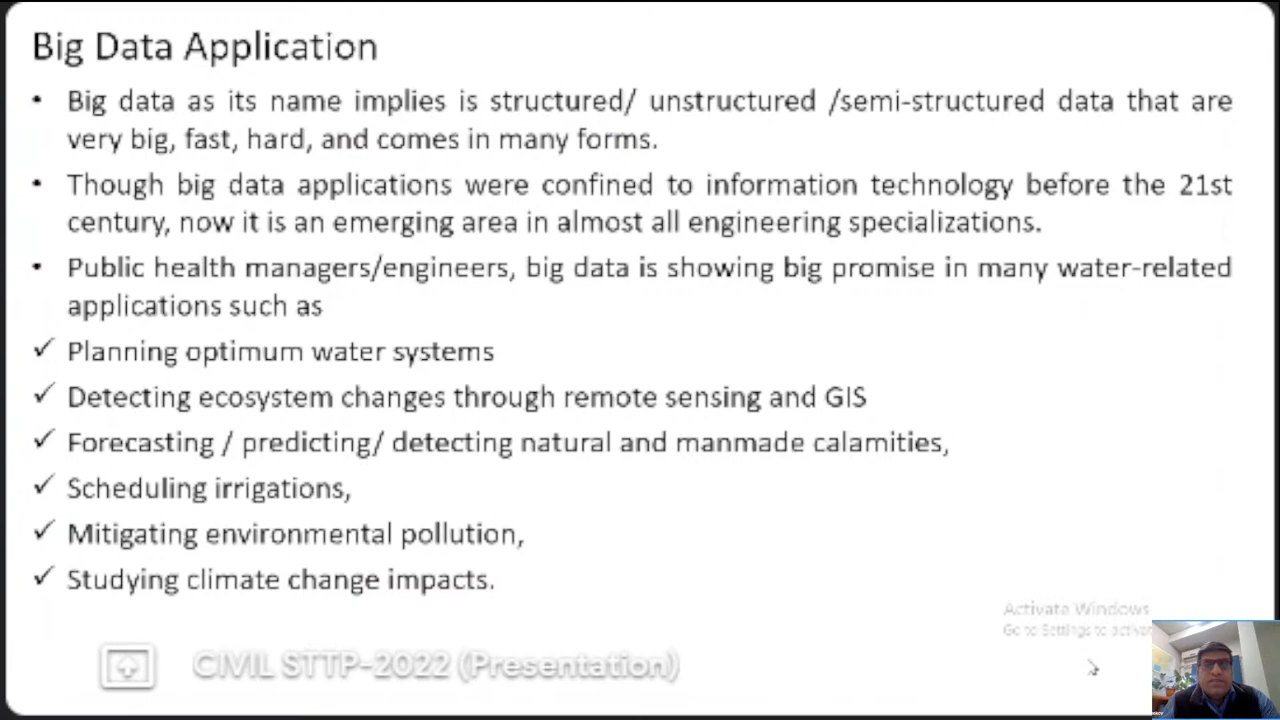 Big Data Application
• Big data as its name implies is structured/ unstructured /semi-structured data that are
very big, fast, hard, and comes in many forms.
• Though big data applications were confined to information technology before the 21st
century, now it is an emerging area in almost all engineering specializations.
• Public health managers/engineers, big data is showing big promise in many water-related
applications such as
✓ Planning optimum water systems
✓ Detecting ecosystem changes through remote sensing and GIS
✓ Forecasting / predicting/ detecting natural and manmade calamities,
✓ Scheduling irrigations,
✓ Mitigating environmental pollution,
✓ Studying climate change impacts.
Activate Windows
Go to Settings to
CIVIL STTP-2022 (Presentation)